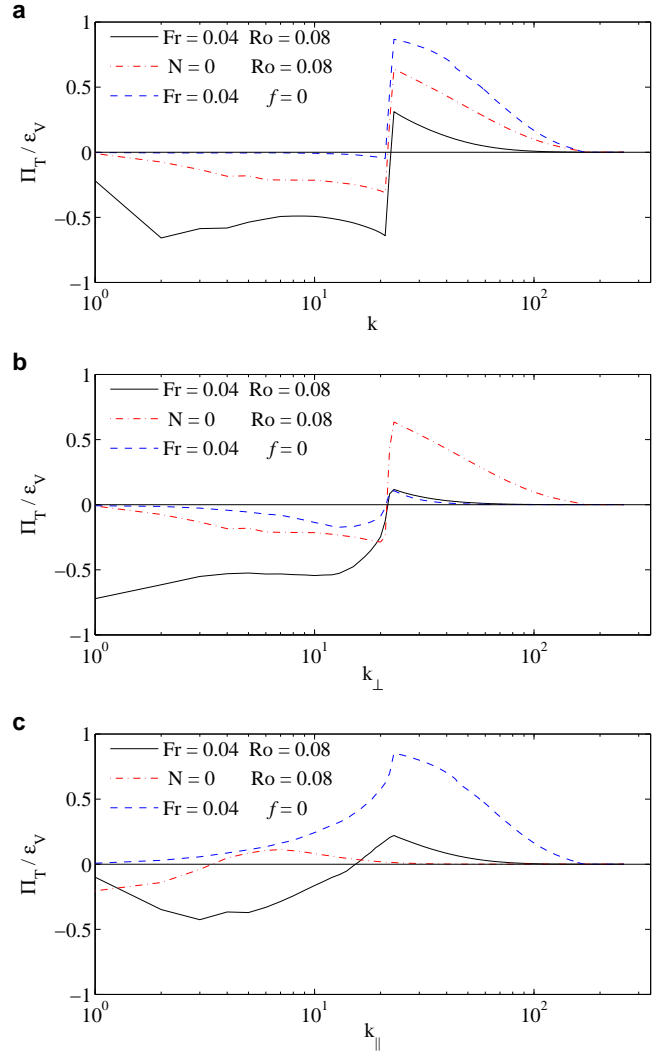 a
1
Fr = 0.04 Ro = 0.08
N = 0 Ro = 0.08
0.5
Fr = 0.04 f = 0
Π_T / ε_V
0
−0.5
−1
10^0 10^1 10^2
k
b
1
Fr = 0.04 Ro = 0.08
N = 0 Ro = 0.08
0.5
Fr = 0.04 f = 0
Π_T / ε_V
0
−0.5
−1
10^0 10^1 10^2
k_⊥
c
1
Fr = 0.04 Ro = 0.08
N = 0 Ro = 0.08
0.5
Fr = 0.04 f = 0
Π_T / ε_V
0
−0.5
−1
10^0 10^1 10^2
k_∥